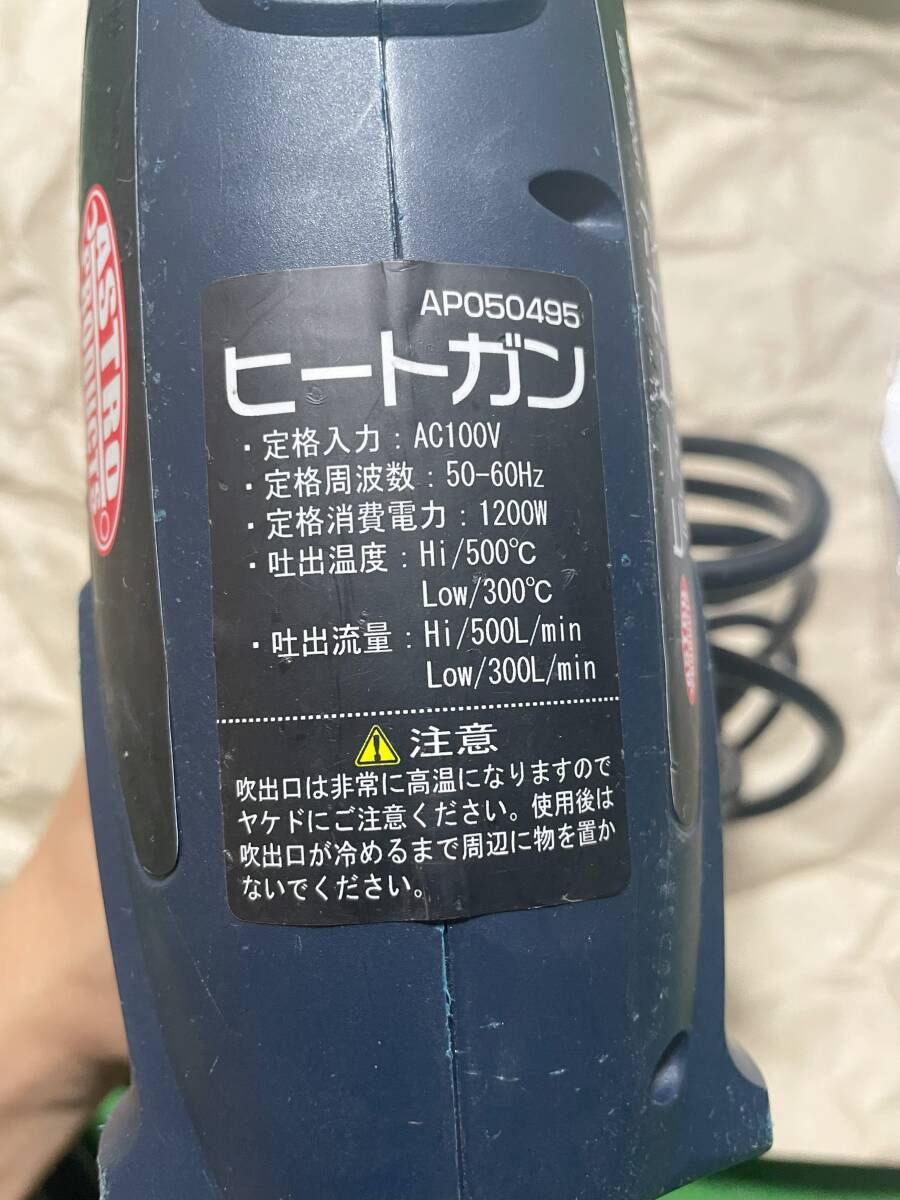 AP050495
ヒートガン
・定格入力：AC100V
・定格周波数：50-60Hz
・定格消費電力：1200W
・吐出温度：Hi/500℃
Low/300℃
・吐出流量：Hi/500L/min
Low/300L/min
注意
吹出口は非常に高温になりますので
ヤケドにご注意ください。使用後は
吹出口が冷めるまで周辺に物を置か
ないでください。
ASTRO
PRODUCTS